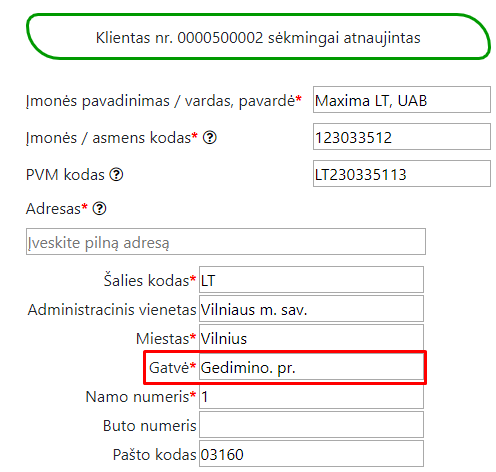 Klientas nr. 0000500002 sėkmingai atnaujintas
Įmonės pavadinimas / vardas, pavardė* Maxima LT, UAB
Įmonės / asmens kodas* ? 123033512
PVM kodas ? LT230335113
Adresas* ?
Įveskite pilną adresą
Šalies kodas* LT
Administracinis vienetas Vilniaus m. sav.
Miestas* Vilnius
Gatvė* Gedimino. pr.
Namo numeris* 1
Buto numeris
Pašto kodas 03160